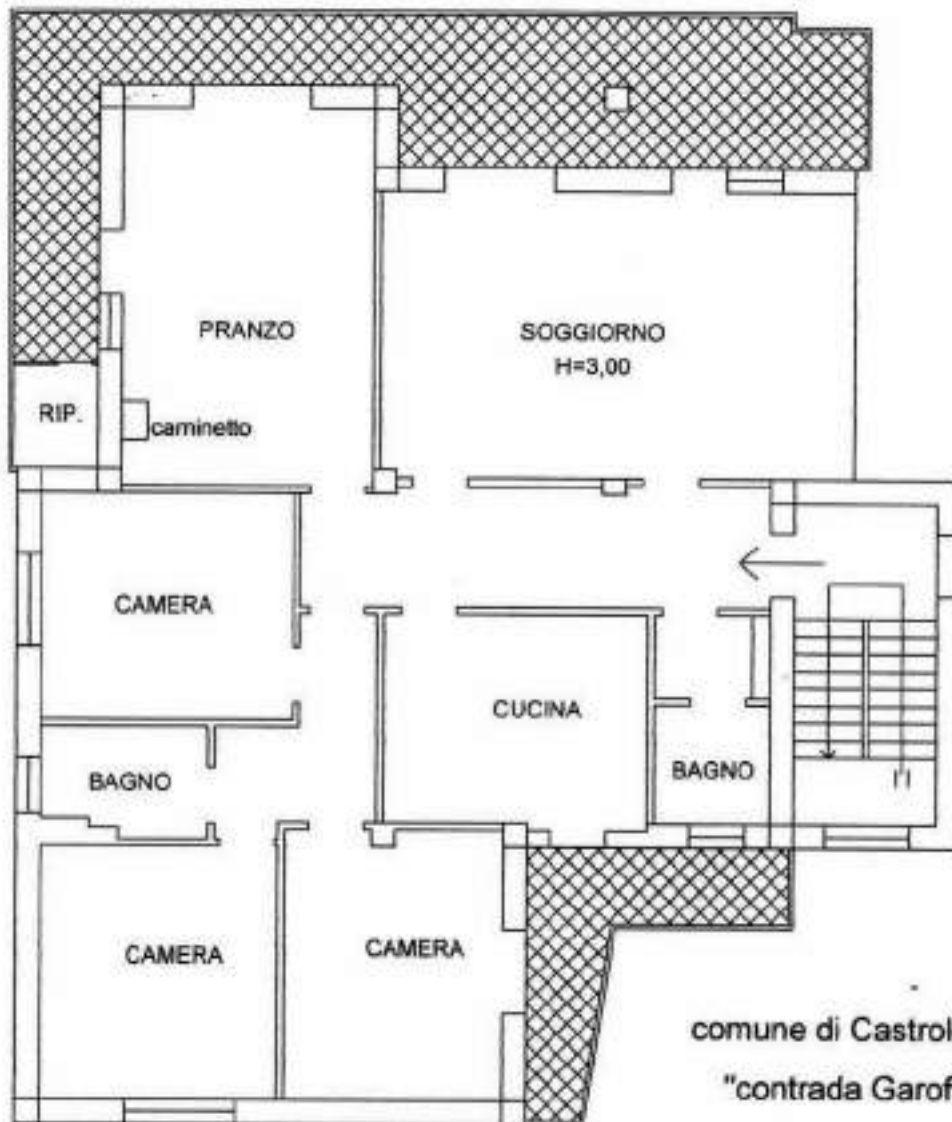 PRANZO
SOGGIORNO
H=3,00
RIP.
caminetto
CAMERA
CUCINA
BAGNO
BAGNO
CAMERA
CAMERA
comune di Castrol
"contrada Garof